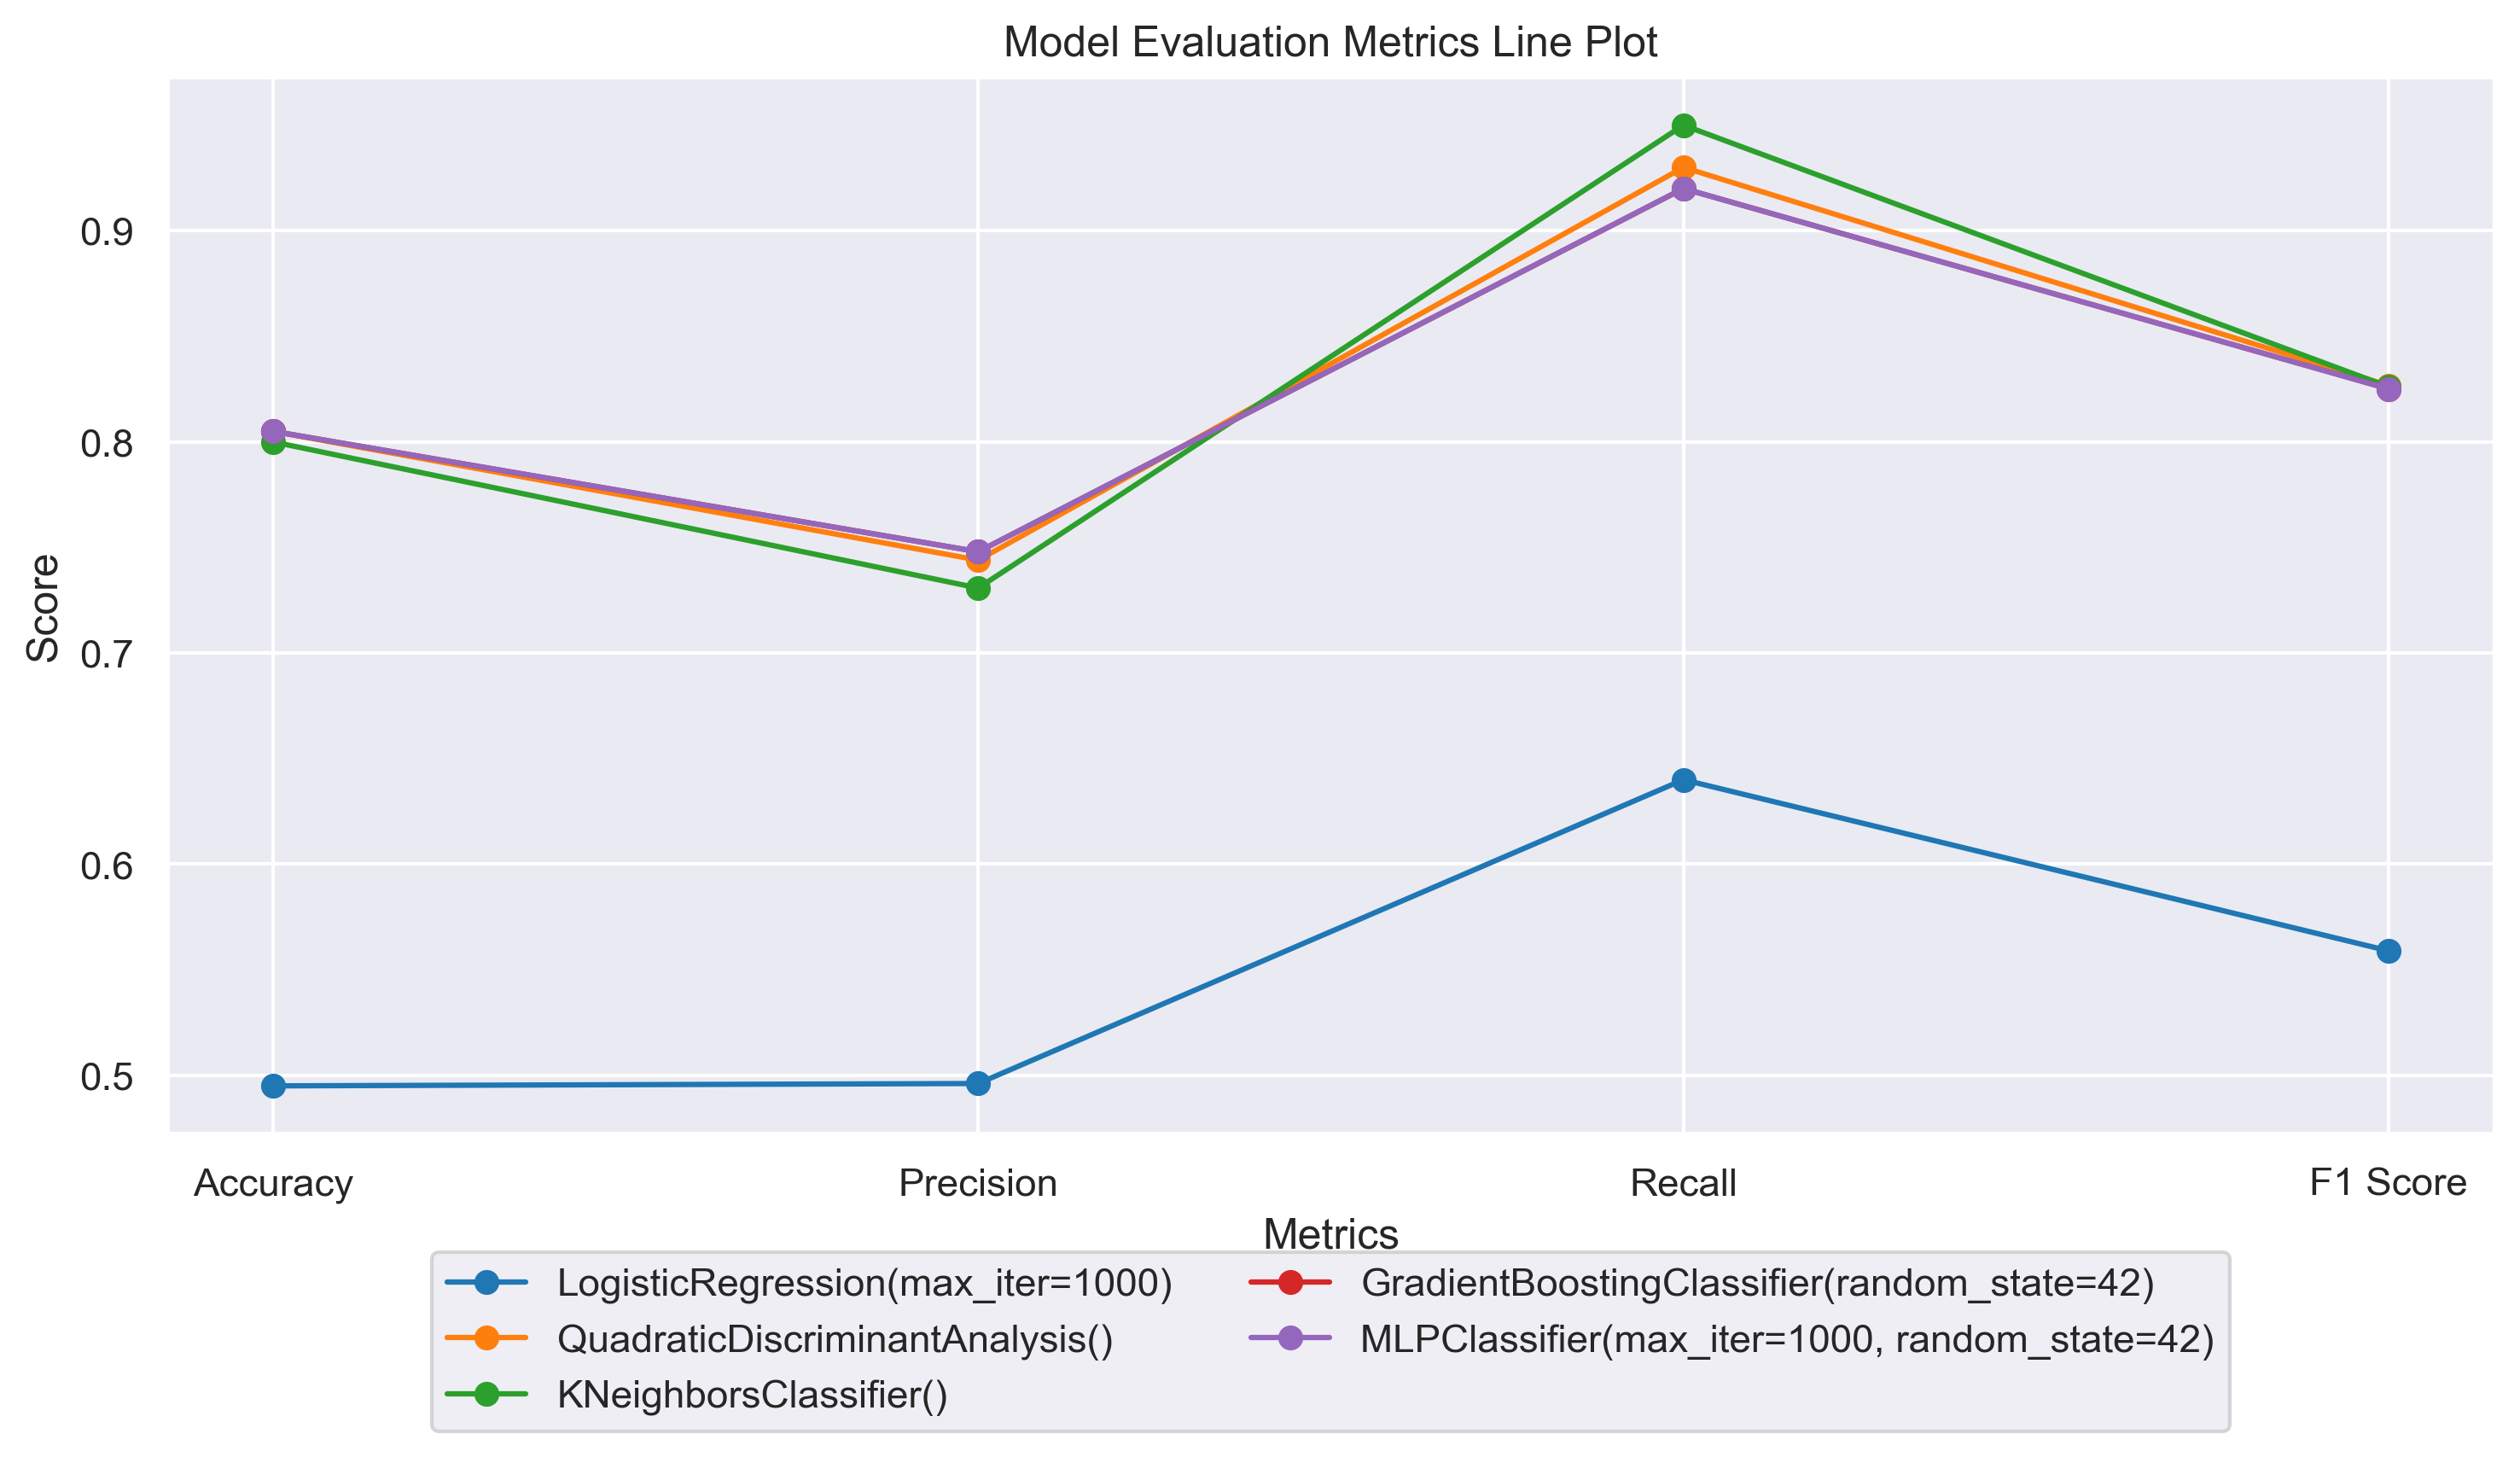 Model Evaluation Metrics Line Plot
Score
0.9
0.8
0.7
0.6
0.5
Accuracy
Precision
Recall
F1 Score
Metrics
LogisticRegression(max_iter=1000)
QuadraticDiscriminantAnalysis()
KNeighborsClassifier()
GradientBoostingClassifier(random_state=42)
MLPClassifier(max_iter=1000, random_state=42)